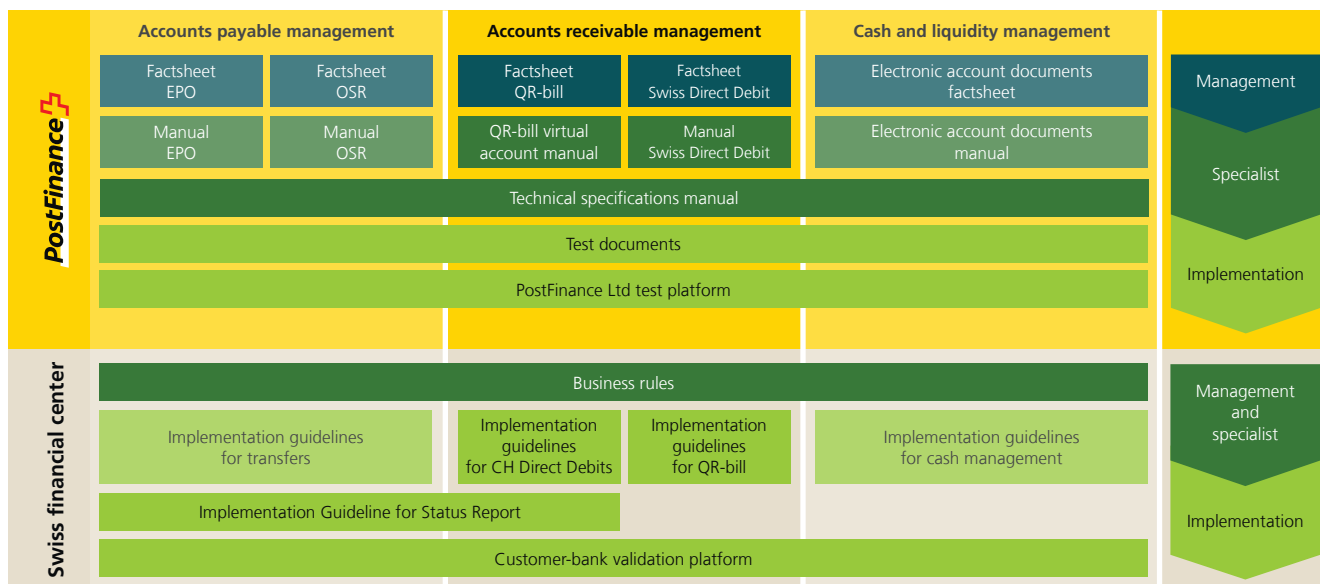 PostFinance
Accounts payable management
Accounts receivable management
Cash and liquidity management
Factsheet
EPO
Factsheet
OSR
Factsheet
QR-bill
Factsheet
Swiss Direct Debit
Electronic account documents
factsheet
Management
Manual
EPO
Manual
OSR
QR-bill virtual
account manual
Manual
Swiss Direct Debit
Electronic account documents
manual
Specialist
Technical specifications manual
Test documents
Implementation
PostFinance Ltd test platform
Swiss financial center
Business rules
Management
and
specialist
Implementation guidelines
for transfers
Implementation
guidelines
for CH Direct Debits
Implementation
guidelines
for QR-bill
Implementation guidelines
for cash management
Implementation Guideline for Status Report
Implementation
Customer-bank validation platform